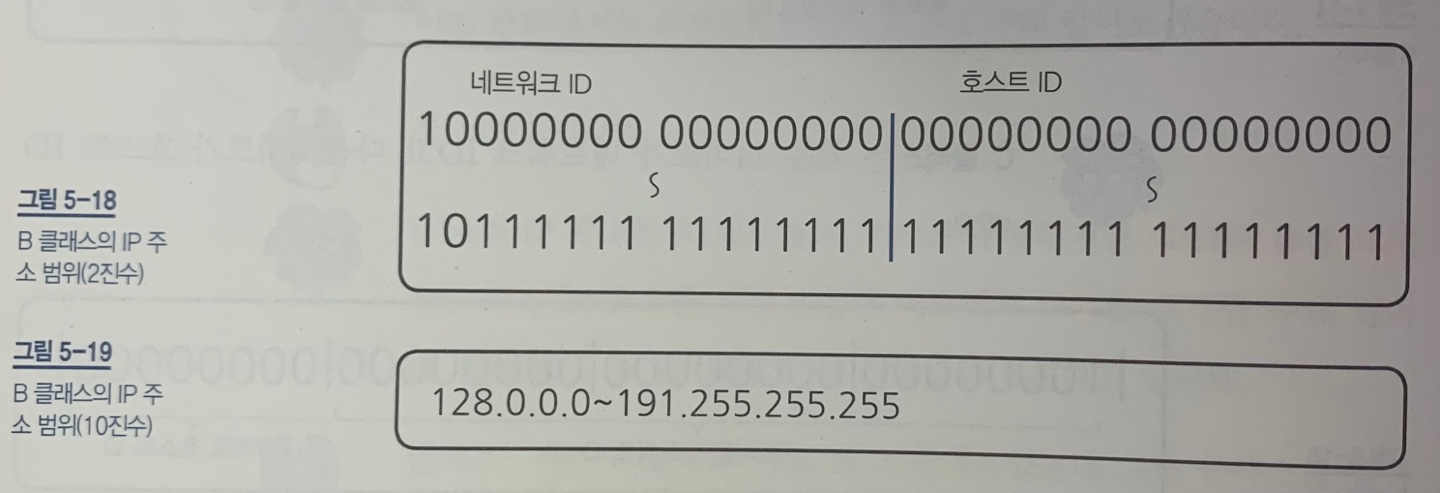 네트워크 ID 호스트 ID
10000000 00000000 00000000 00000000
10111111 11111111 11111111 11111111
그림 5-18
B 클래스의 IP 주
소 범위(2진수)
그림 5-19
B 클래스의 IP 주
소 범위(10진수)
128.0.0.0~191.255.255.255